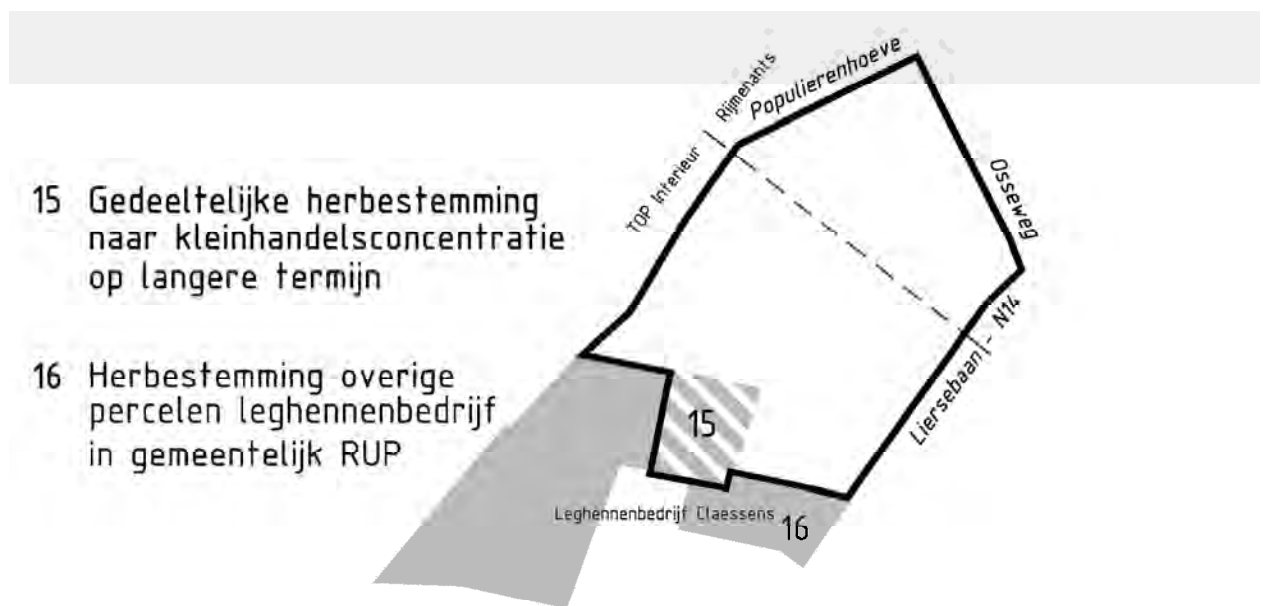 15 Gedeeltelijke herbestemming
naar kleinhandelsconcentratie
op langere termijn
16 Herbestemming overige
percelen leghennenbedrijf
in gemeentelijk RUP
Rijmenants
Populierenhoeve
TOP Interieur
Osseweg
N14
Liersebaan
15
Leghennenbedrijf Claessens
16